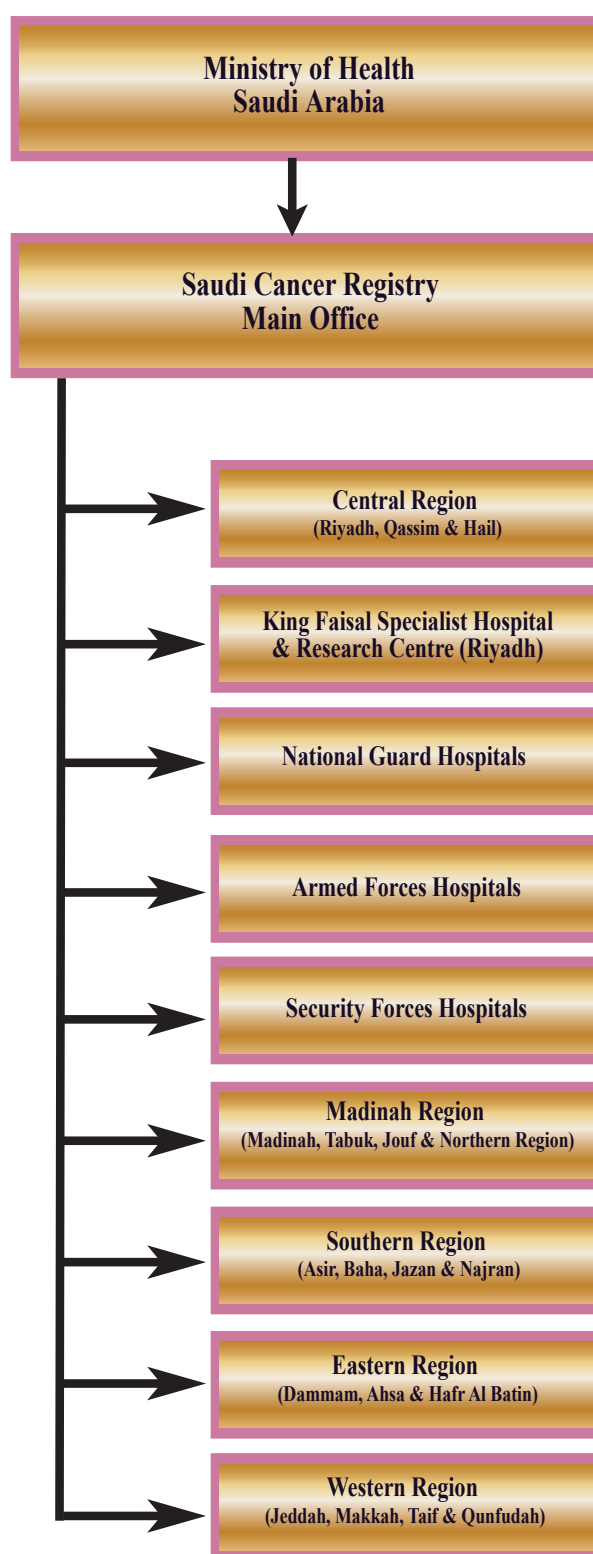 Ministry of Health
Saudi Arabia
Saudi Cancer Registry
Main Office
Central Region
(Riyadh, Qassim & Hail)
King Faisal Specialist Hospital
& Research Centre (Riyadh)
National Guard Hospitals
Armed Forces Hospitals
Security Forces Hospitals
Madinah Region
(Madinah, Tabuk, Jouf & Northern Region)
Southern Region
(Asir, Baha, Jazan & Najran)
Eastern Region
(Dammam, Ahsa & Hafr Al Batin)
Western Region
(Jeddah, Makkah, Taif & Qunfudah)